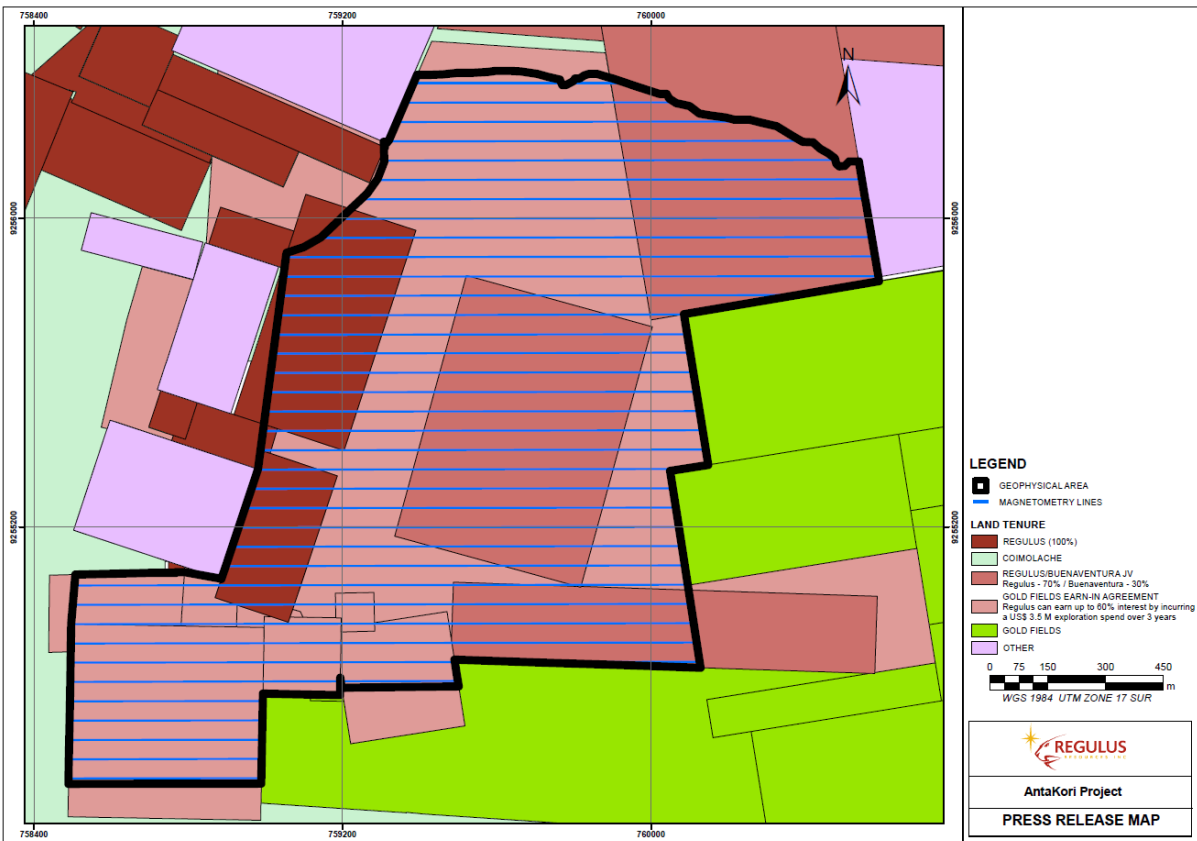 758400 759200 760000
N
9256000 9256000
9255200 9255200
758400 759200 760000
LEGEND
GEOPHYSICAL AREA
MAGNETOMETRY LINES
LAND TENURE
REGULUS (100%)
COIMOLACHE
REGULUS/BUENAVENTURA JV
Regulus - 70% / Buenaventura - 30%
GOLD FIELDS EARN-IN AGREEMENT
Regulus can earn up to 60% interest by incurring
a US$ 3.5 M exploration spend over 3 years
GOLD FIELDS
OTHER
0 75 150 300 450
m
WGS 1984 UTM ZONE 17 SUR
REGULUS
RESOURCES INC
AntaKori Project
PRESS RELEASE MAP